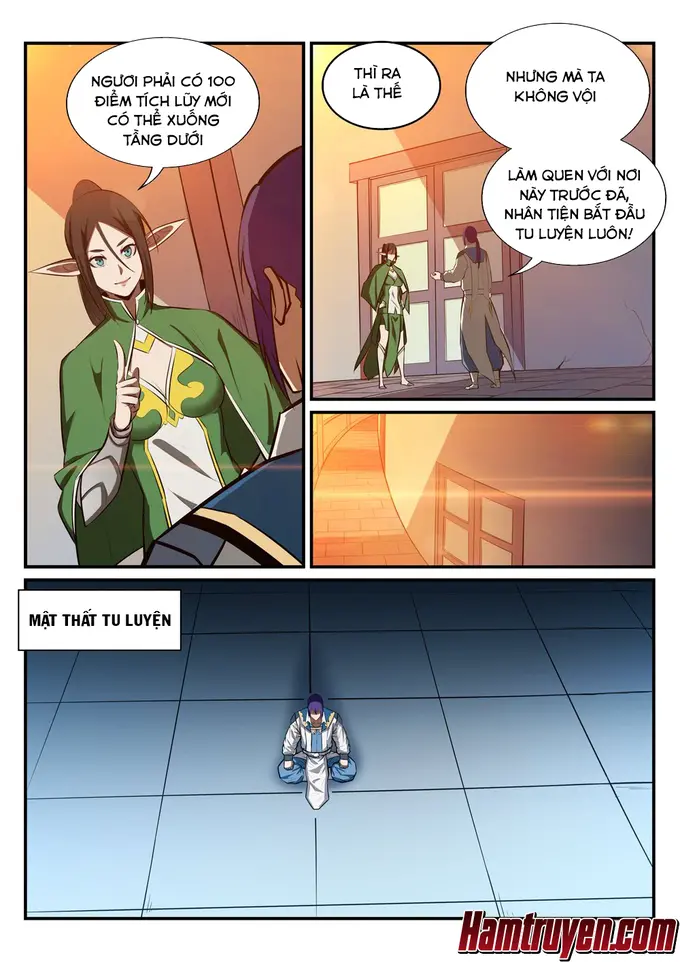 NGƯƠI PHẢI CÓ 100
ĐIỂM TÍCH LŨY MỚI
CÓ THỂ XUỐNG
TẦNG DƯỚI
THÌ RA
LÀ THẾ
NHƯNG MÀ TA
KHÔNG VỘI
LÀM QUEN VỚI NƠI
NÀY TRƯỚC ĐÃ,
NHÂN TIỆN BẮT ĐẦU
TU LUYỆN LUÔN!
MẬT THẤT TU LUYỆN
Hamtruyen.com